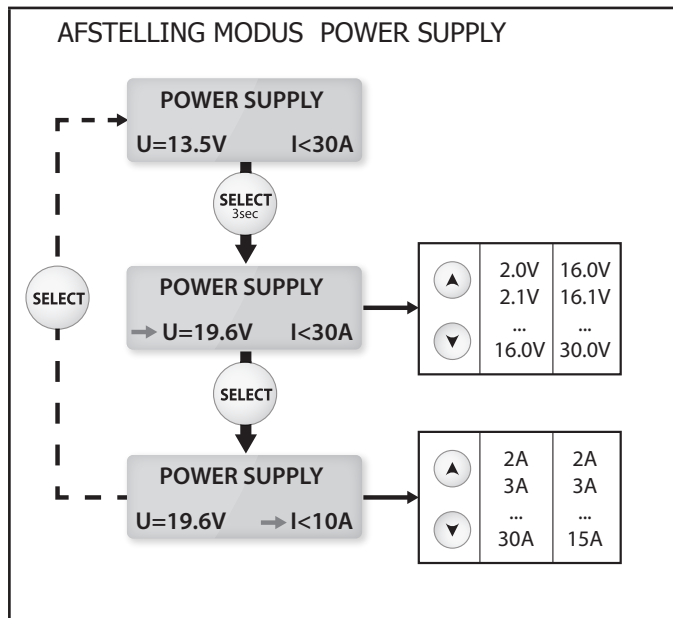 AFSTELLING MODUS POWER SUPPLY
POWER SUPPLY
U=13.5V I<30A
SELECT
3sec
SELECT
POWER SUPPLY
U=19.6V I<30A
2.0V 16.0V
2.1V 16.1V
... ...
16.0V 30.0V
SELECT
POWER SUPPLY
U=19.6V I<10A
2A 2A
3A 3A
... ...
30A 15A